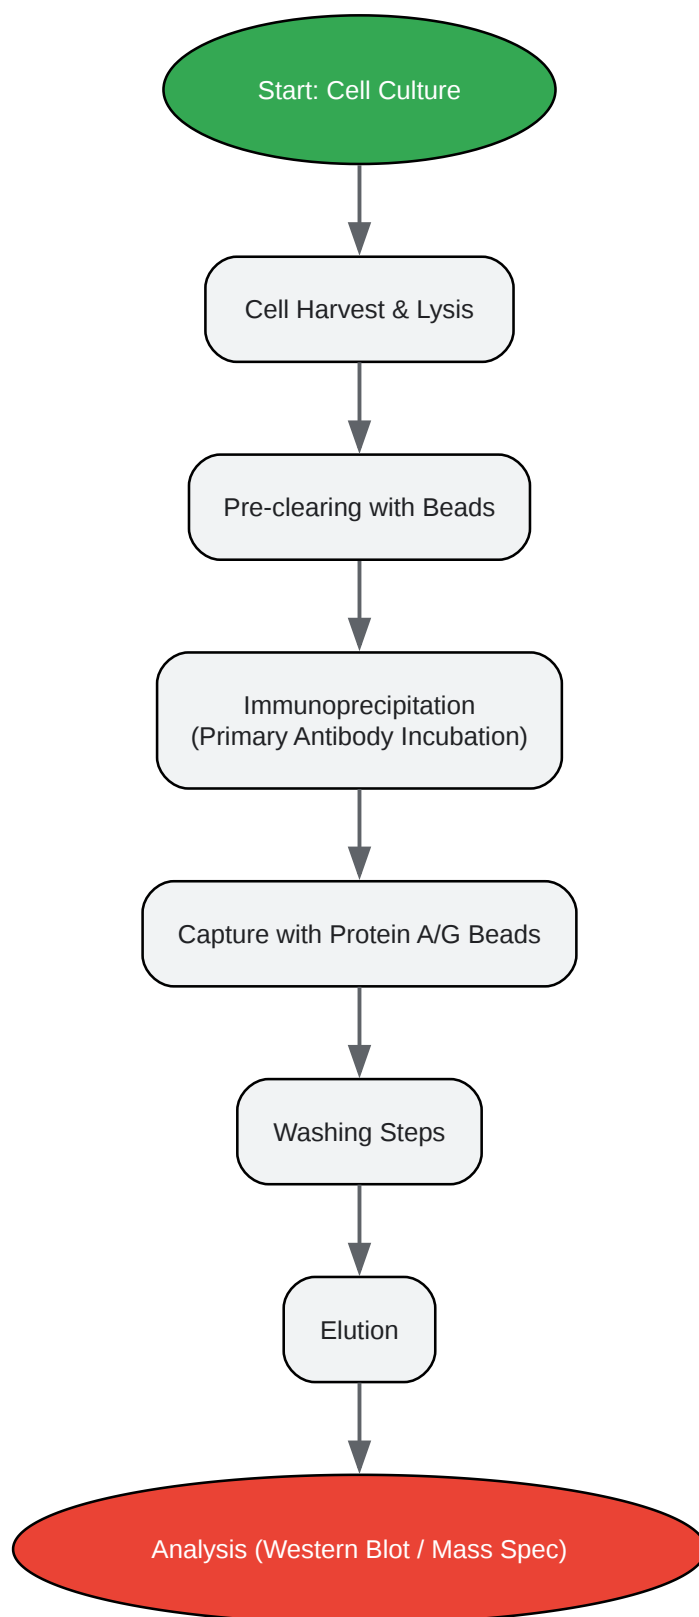 Start: Cell Culture
Cell Harvest & Lysis
Pre-clearing with Beads
Immunoprecipitation
(Primary Antibody Incubation)
Capture with Protein A/G Beads
Washing Steps
Elution
Analysis (Western Blot / Mass Spec)